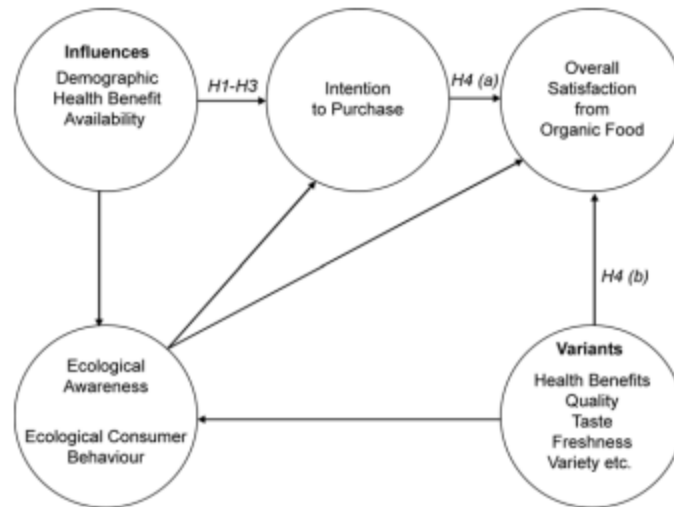 Influences
Demographic
Health Benefit
Availability
H1-H3
Intention
to Purchase
H4 (a)
Overall
Satisfaction
from
Organic Food
H4 (b)
Ecological
Awareness
Ecological Consumer
Behaviour
Variants
Health Benefits
Quality
Taste
Freshness
Variety etc.